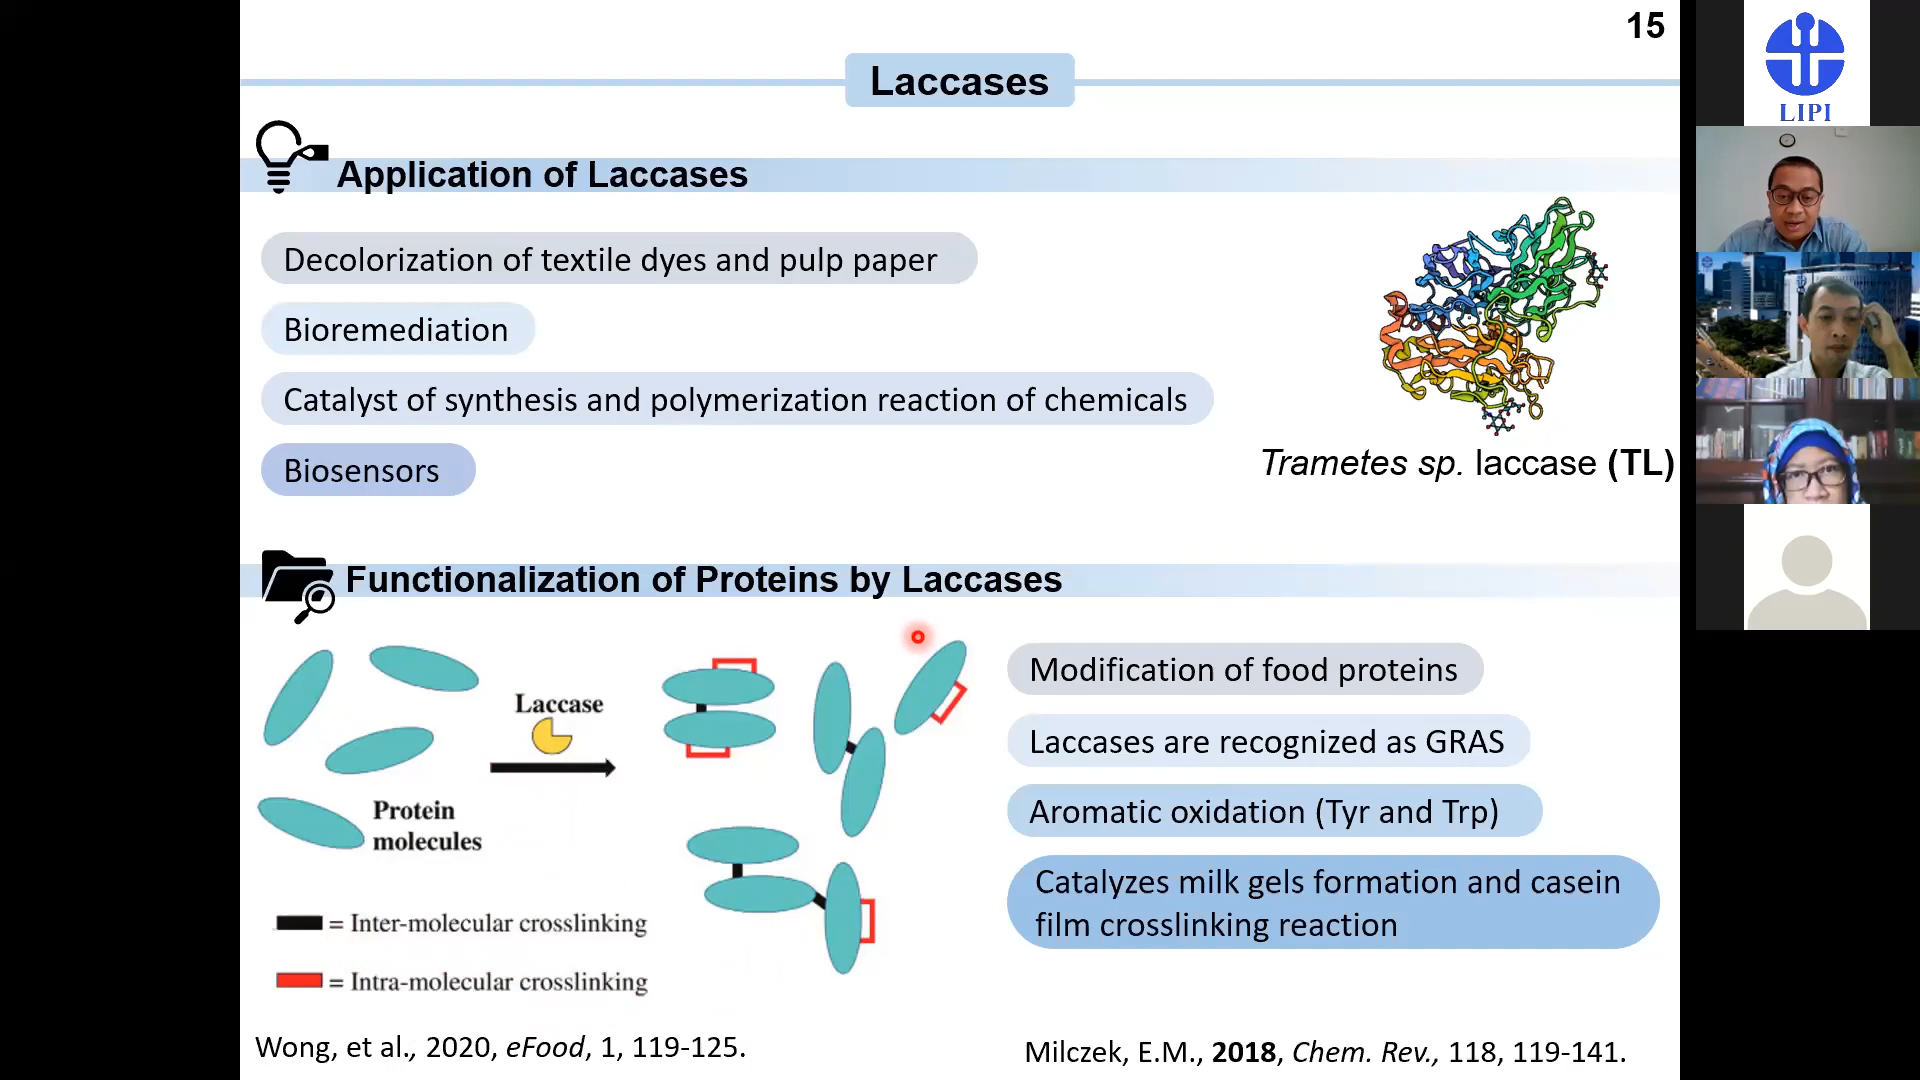 15
Laccases
LIPI
Application of Laccases
Decolorization of textile dyes and pulp paper
Bioremediation
Catalyst of synthesis and polymerization reaction of chemicals
Biosensors
Trametes sp. laccase (TL)
Functionalization of Proteins by Laccases
Laccase
Protein
molecules
= Inter-molecular crosslinking
= Intra-molecular crosslinking
Modification of food proteins
Laccases are recognized as GRAS
Aromatic oxidation (Tyr and Trp)
Catalyzes milk gels formation and casein
film crosslinking reaction
Wong, et al., 2020, eFood, 1, 119-125.
Milczek, E.M., 2018, Chem. Rev., 118, 119-141.